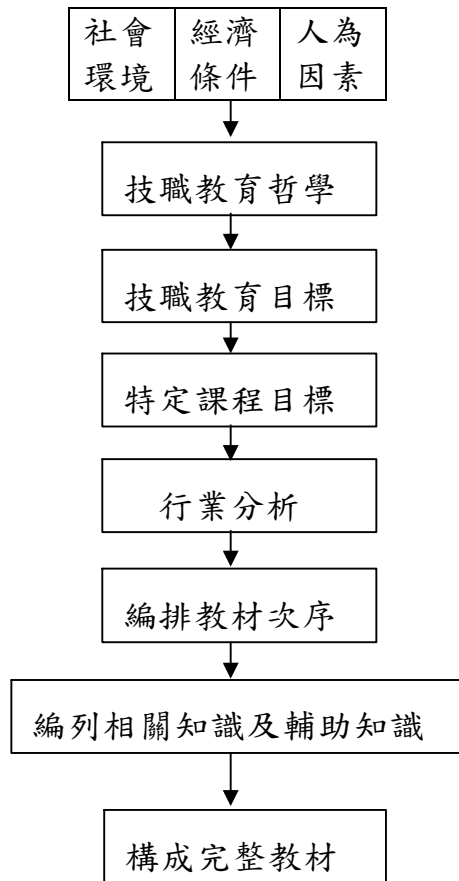 社會 經濟 人為
環境 條件 因素
技職教育哲學
技職教育目標
特定課程目標
行業分析
編排教材次序
編列相關知識及輔助知識
構成完整教材